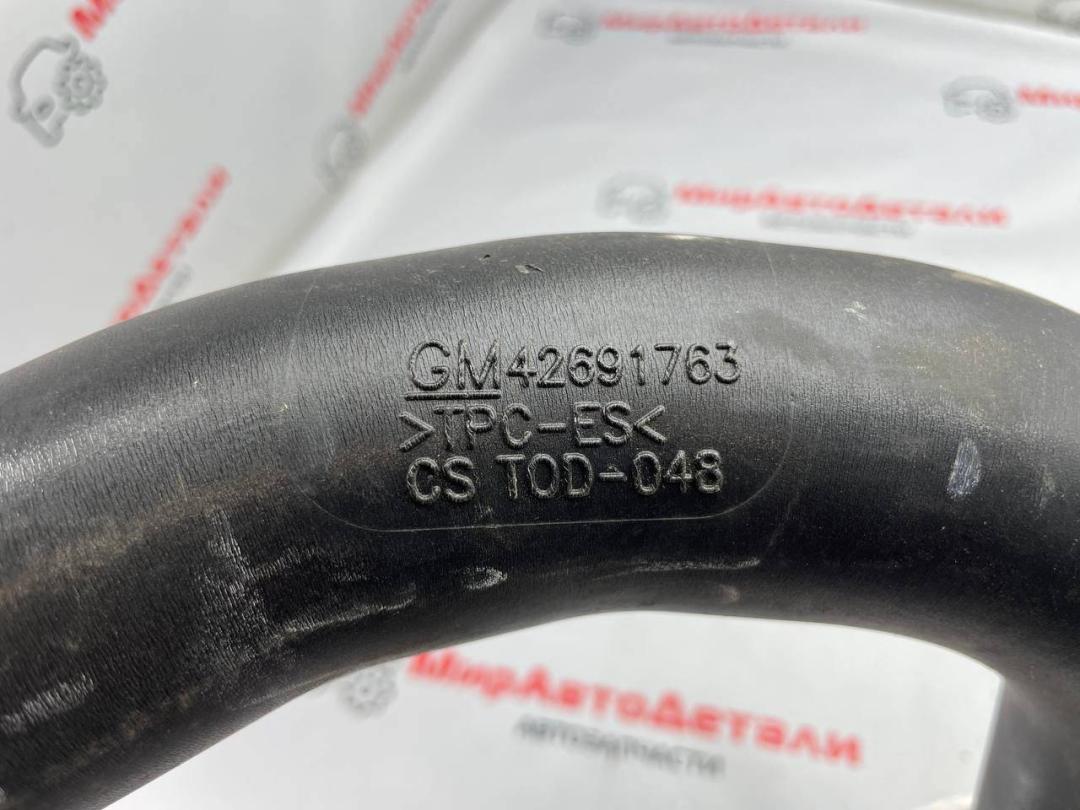 МирАвтоДетали
МирАвтоДетали
GM42691763
>TPC-ES<
CS TOD-048
МирАвтоДетали
АВТОЗАПЧАСТИ